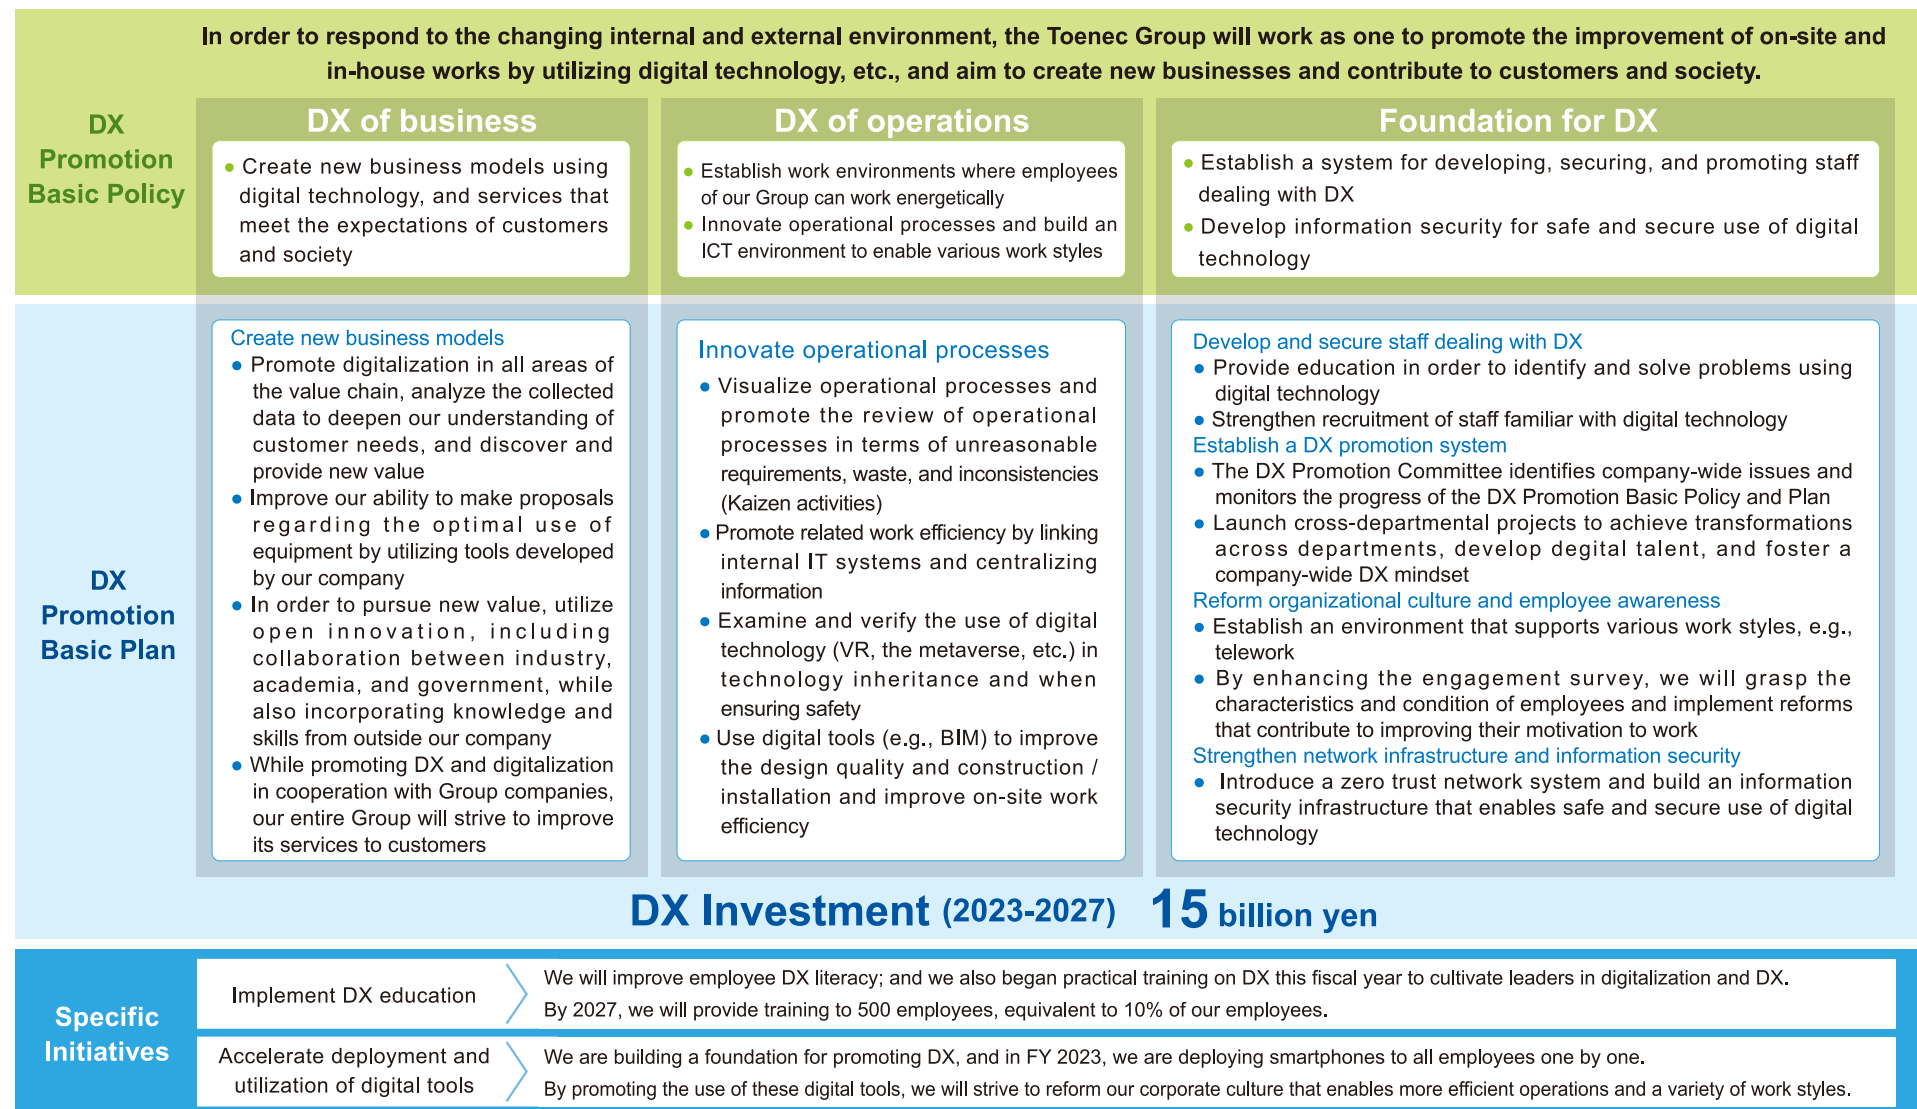 In order to respond to the changing internal and external environment, the Toenec Group will work as one to promote the improvement of on-site and
in-house works by utilizing digital technology, etc., and aim to create new businesses and contribute to customers and society.
DX
Promotion
Basic Policy
DX of business
● Create new business models using
digital technology, and services that
meet the expectations of customers
and society
DX of operations
● Establish work environments where employees
of our Group can work energetically
● Innovate operational processes and build an
ICT environment to enable various work styles
Foundation for DX
● Establish a system for developing, securing, and promoting staff
dealing with DX
● Develop information security for safe and secure use of digital
technology
DX
Promotion
Basic Plan
Create new business models
● Promote digitalization in all areas of
the value chain, analyze the collected
data to deepen our understanding of
customer needs, and discover and
provide new value
● Improve our ability to make proposals
regarding the optimal use of
equipment by utilizing tools developed
by our company
● In order to pursue new value, utilize
open innovation, including
collaboration between industry,
academia, and government, while
also incorporating knowledge and
skills from outside our company
● While promoting DX and digitalization
in cooperation with Group companies,
our entire Group will strive to improve
its services to customers
Innovate operational processes
● Visualize operational processes and
promote the review of operational
processes in terms of unreasonable
requirements, waste, and inconsistencies
(Kaizen activities)
● Promote related work efficiency by linking
internal IT systems and centralizing
information
● Examine and verify the use of digital
technology (VR, the metaverse, etc.) in
technology inheritance and when
ensuring safety
● Use digital tools (e.g., BIM) to improve
the design quality and construction /
installation and improve on-site work
efficiency
Develop and secure staff dealing with DX
● Provide education in order to identify and solve problems using
digital technology
● Strengthen recruitment of staff familiar with digital technology
Establish a DX promotion system
● The DX Promotion Committee identifies company-wide issues and
monitors the progress of the DX Promotion Basic Policy and Plan
● Launch cross-departmental projects to achieve transformations
across departments, develop degital talent, and foster a
company-wide DX mindset
Reform organizational culture and employee awareness
● Establish an environment that supports various work styles, e.g.,
telework
● By enhancing the engagement survey, we will grasp the
characteristics and condition of employees and implement reforms
that contribute to improving their motivation to work
Strengthen network infrastructure and information security
● Introduce a zero trust network system and build an information
security infrastructure that enables safe and secure use of digital
technology
DX Investment (2023-2027) 15 billion yen
Specific
Initiatives
Implement DX education
We will improve employee DX literacy; and we also began practical training on DX this fiscal year to cultivate leaders in digitalization and DX.
By 2027, we will provide training to 500 employees, equivalent to 10% of our employees.
Accelerate deployment and
utilization of digital tools
We are building a foundation for promoting DX, and in FY 2023, we are deploying smartphones to all employees one by one.
By promoting the use of these digital tools, we will strive to reform our corporate culture that enables more efficient operations and a variety of work styles.